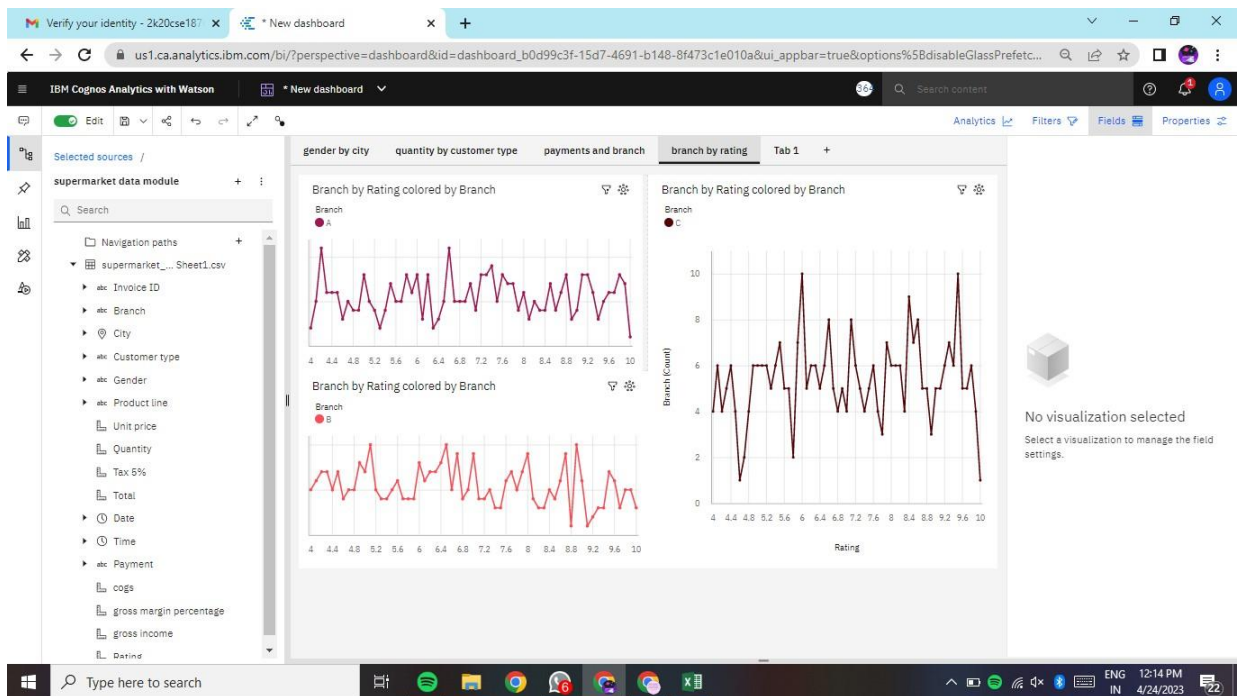 Verify your identity - 2k20cse187
* New dashboard
us1.ca.analytics.ibm.com/bi/?perspective=dashboard&id=dashboard_b0d99c3f-15d7-4691-b148-8f473c1e010a&ui_appbar=true&options%5BdisableGlassPrefetc...
IBM Cognos Analytics with Watson
* New dashboard
Search content
Edit
Analytics
Filters
Fields
Properties
Selected sources /
supermarket data module
Search
Navigation paths
supermarket_... Sheet1.csv
abc Invoice ID
abc Branch
City
abc Customer type
abc Gender
abc Product line
Unit price
Quantity
Tax 5%
Total
Date
Time
abc Payment
cogs
gross margin percentage
gross income
Rating
gender by city
quantity by customer type
payments and branch
branch by rating
Tab 1
+
Branch by Rating colored by Branch
Branch
A
4 4.4 4.8 5.2 5.6 6 6.4 6.8 7.2 7.6 8 8.4 8.8 9.2 9.6 10
Branch by Rating colored by Branch
Branch
B
4 4.4 4.8 5.2 5.6 6 6.4 6.8 7.2 7.6 8 8.4 8.8 9.2 9.6 10
Branch by Rating colored by Branch
Branch
C
Branch (Count)
10
8
6
4
2
0
4 4.4 4.8 5.2 5.6 6 6.4 6.8 7.2 7.6 8 8.4 8.8 9.2 9.6 10
Rating
No visualization selected
Select a visualization to manage the field
settings.
Type here to search
6
ENG
IN
12:14 PM
4/24/2023
22